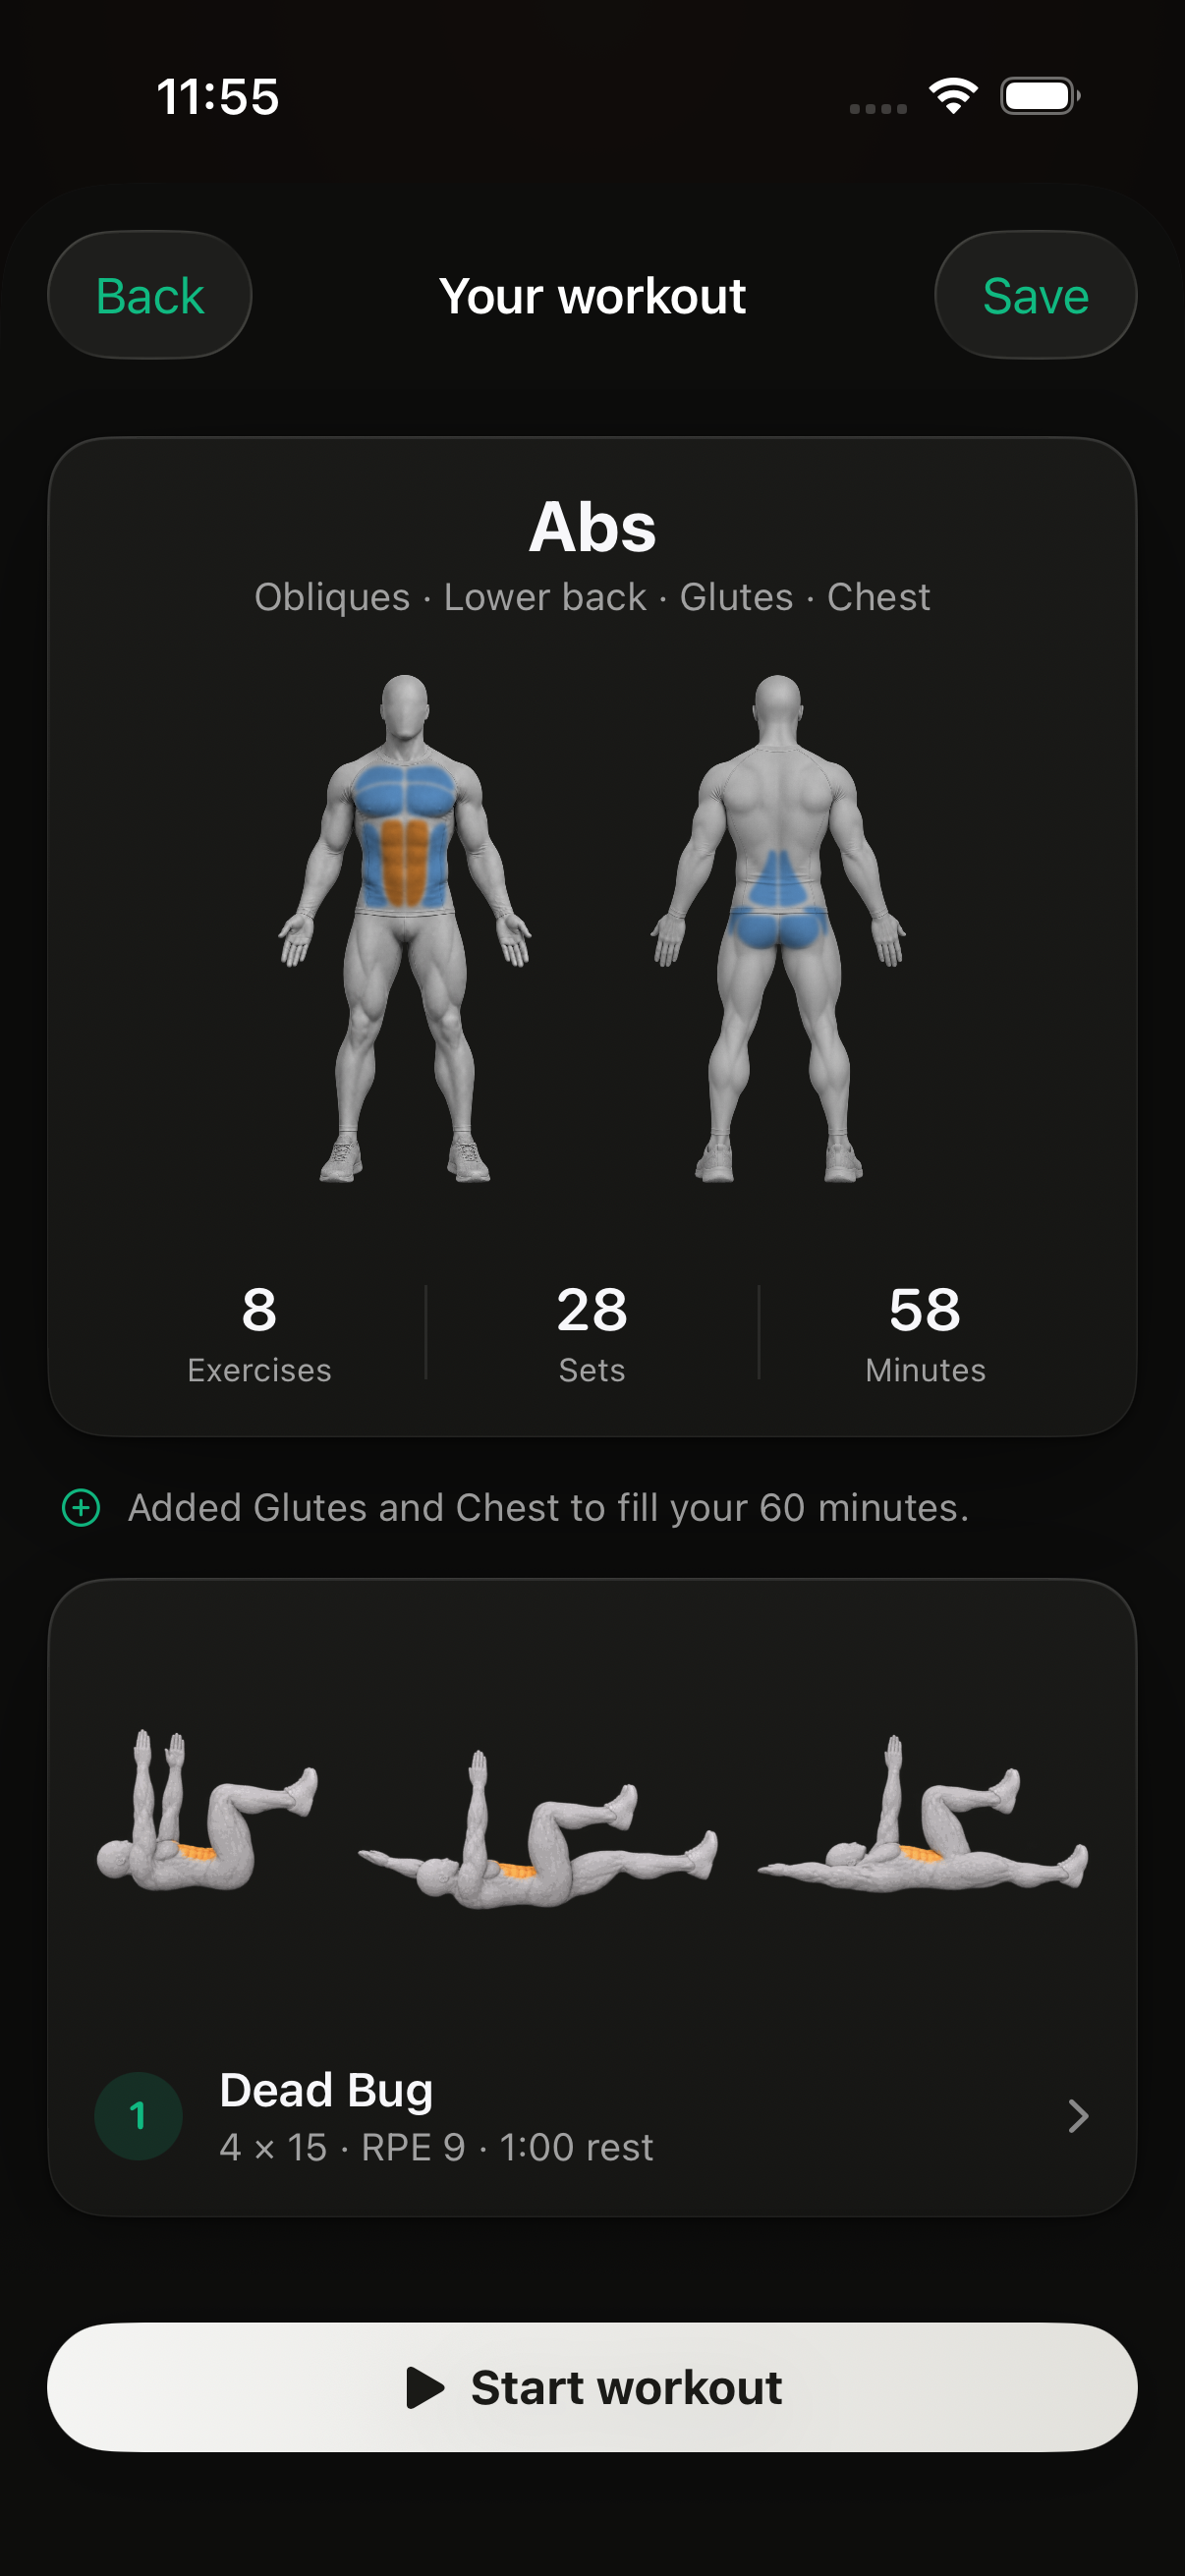 11:55
Back
Your workout
Save
Abs
Obliques · Lower back · Glutes · Chest
8
28
58
Exercises
Sets
Minutes
Added Glutes and Chest to fill your 60 minutes.
1
Dead Bug
4 × 15 · RPE 9 · 1:00 rest
Start workout